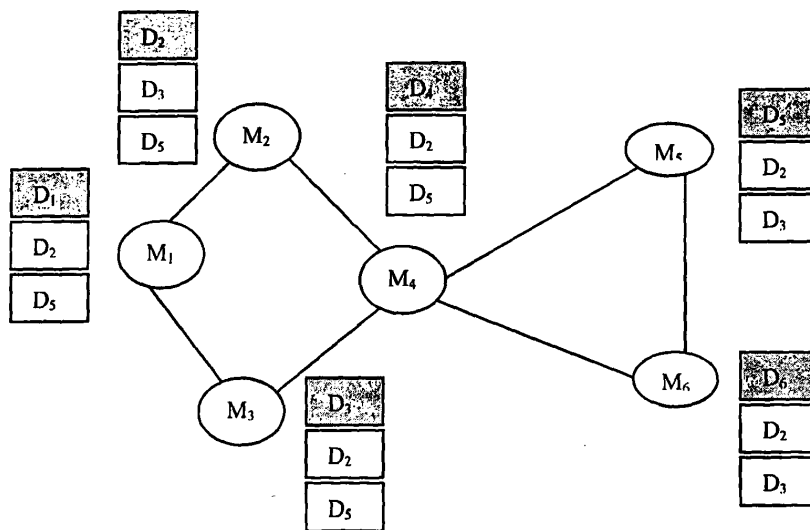 D₂
D₃
D₅
M₂
D₄
D₂
D₅
M₅
D₅
D₂
D₃
D₁
D₂
D₅
M₁
M₄
M₃
D₃
D₂
D₅
M₆
D₆
D₂
D₃